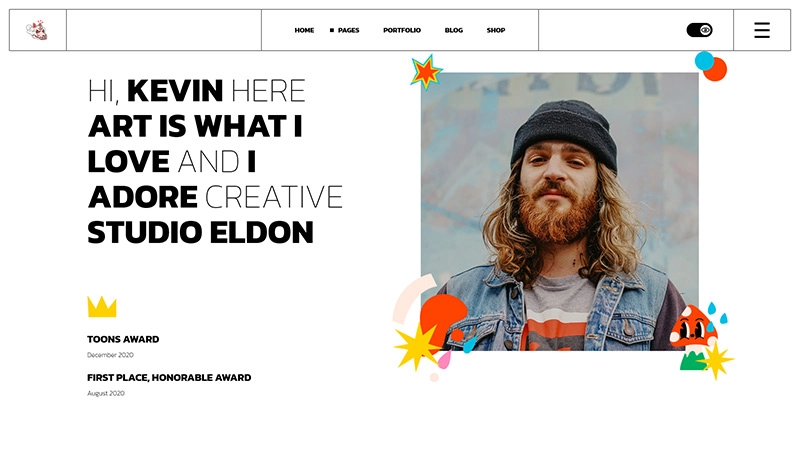 HOME
PAGES
PORTFOLIO
BLOG
SHOP
HI, KEVIN HERE
ART IS WHAT I
LOVE AND I
ADORE CREATIVE
STUDIO ELDON
TOONS AWARD
December 2020
FIRST PLACE, HONORABLE AWARD
August 2020